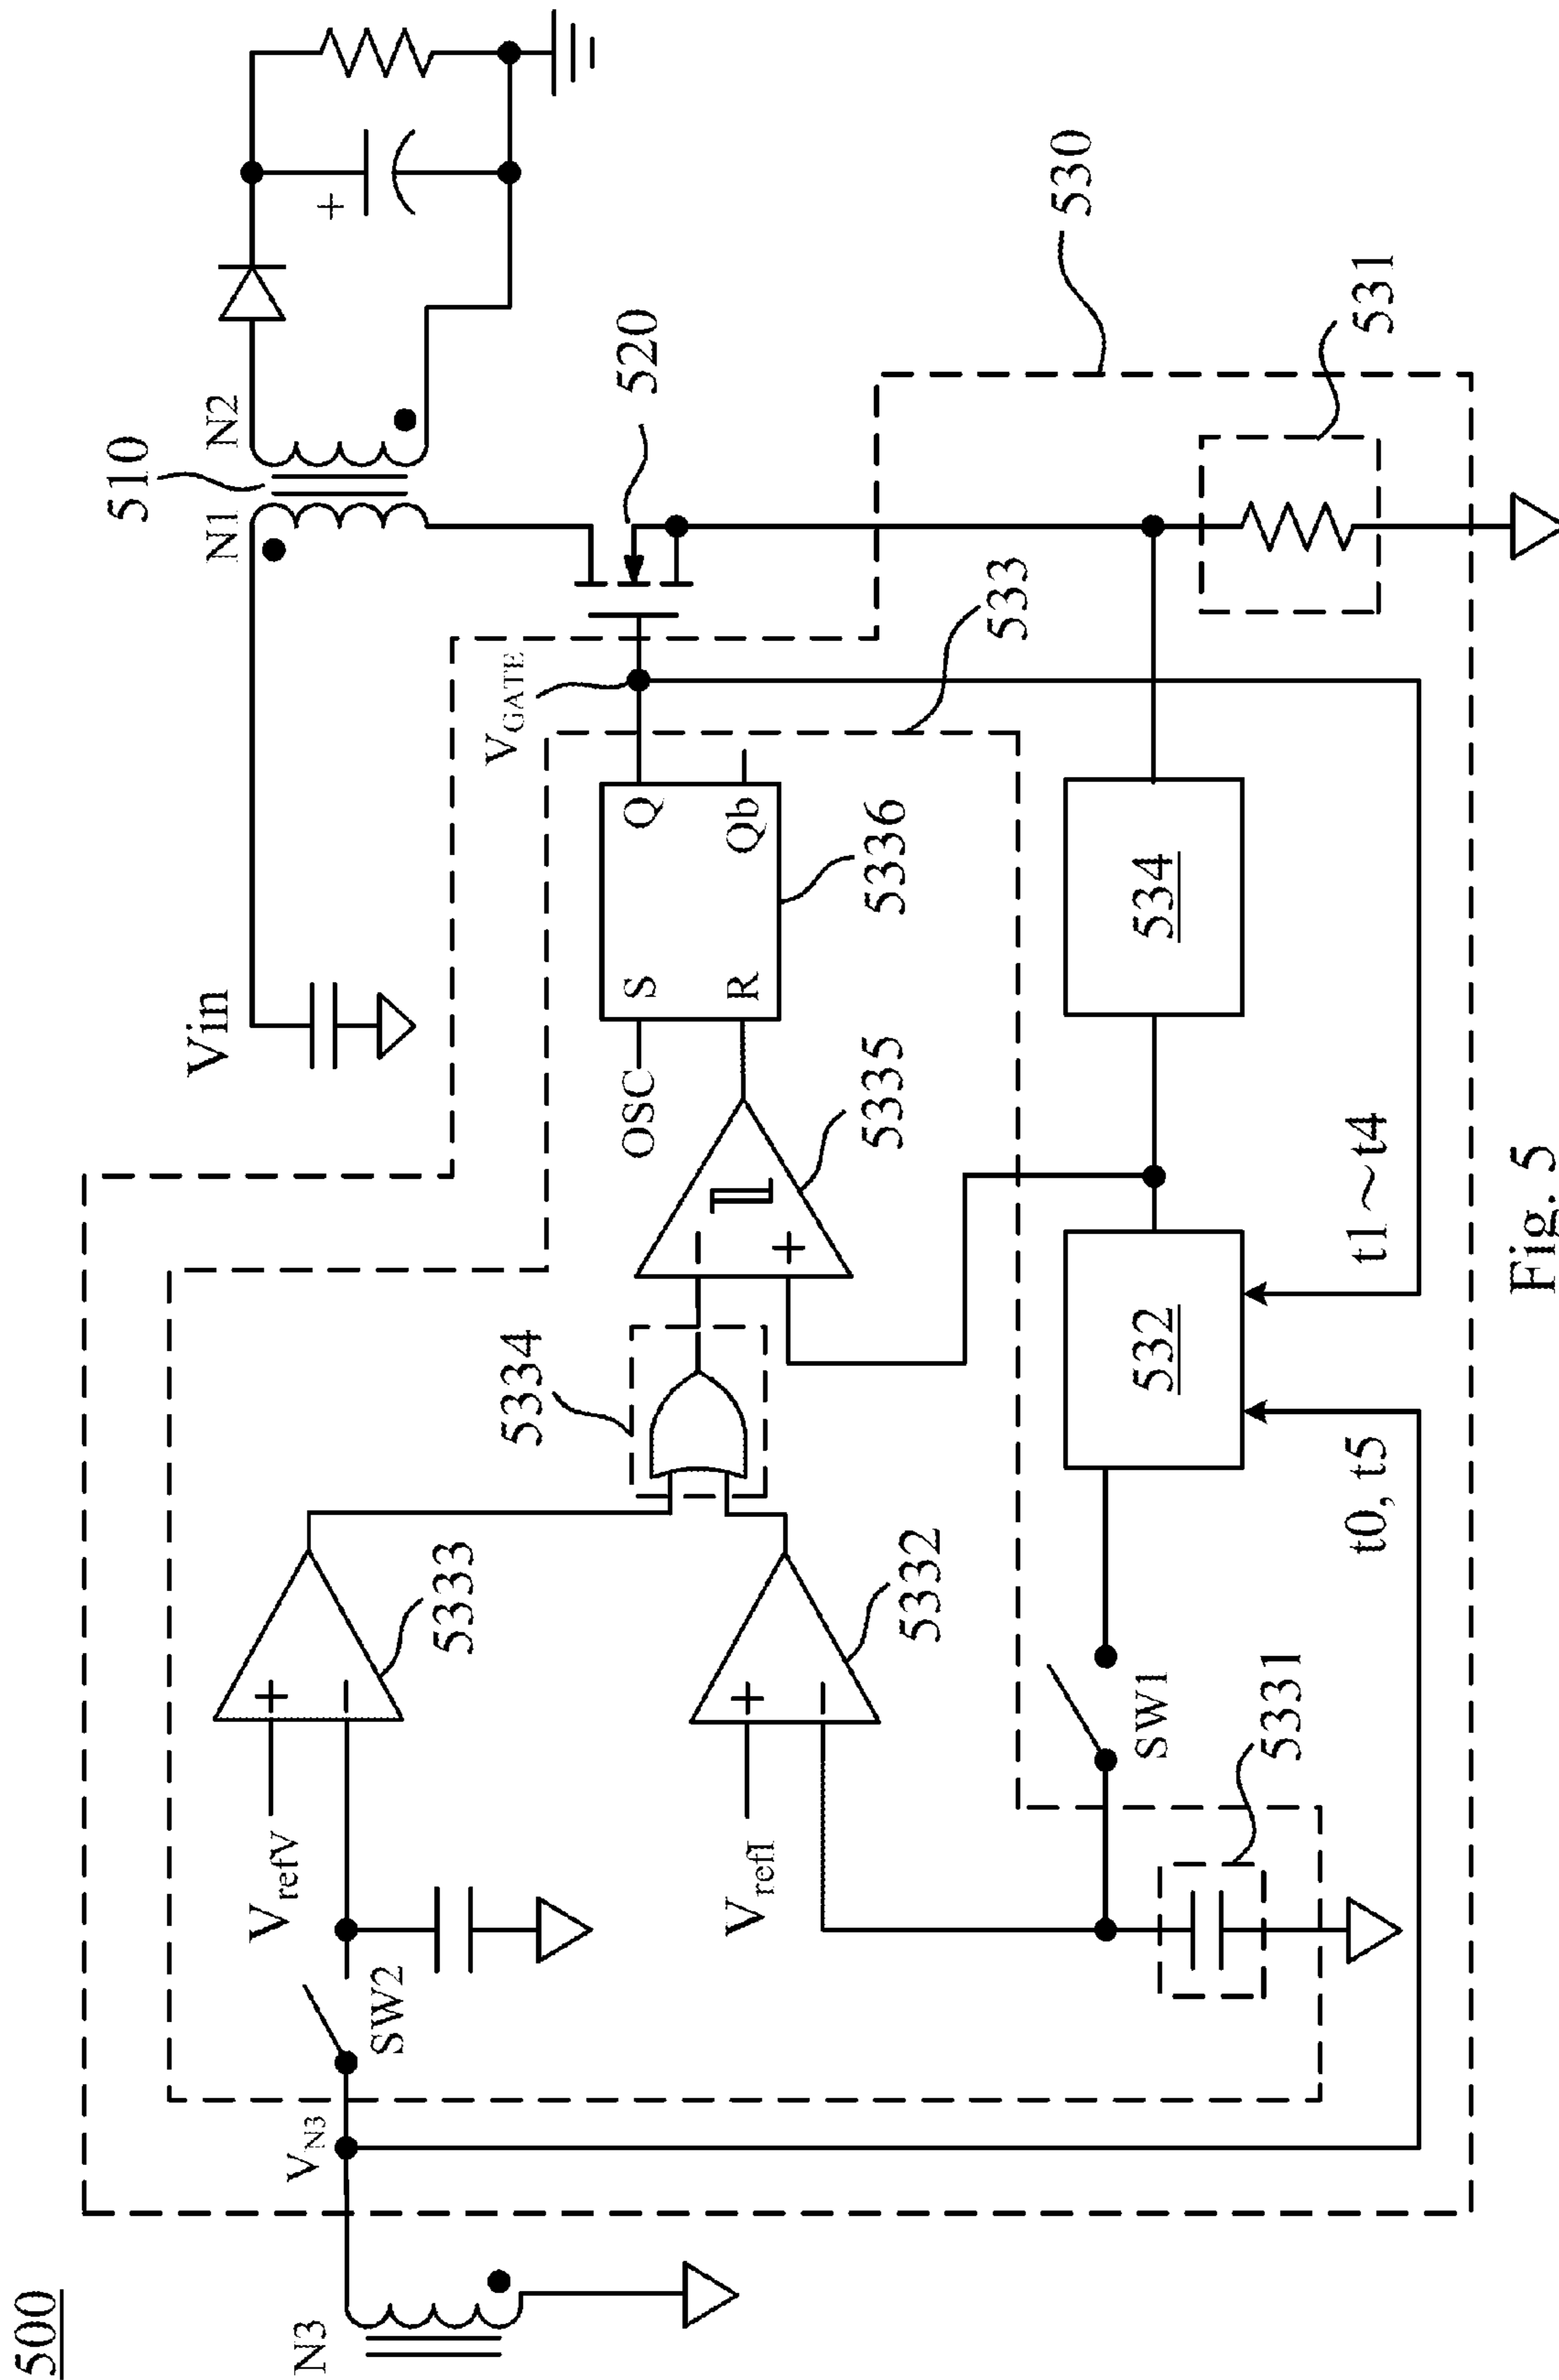 500
510
N1
N2
Vin
520
530
VGATE
533
531
N3
VN3
SW2
VrefV
+
−
5333
5334
OSC
S
Q
R
Qb
5336
−
+
5335
VrefI
+
−
5332
SW1
5331
532
534
t0, t5
t1~t4
+
Fig. 5